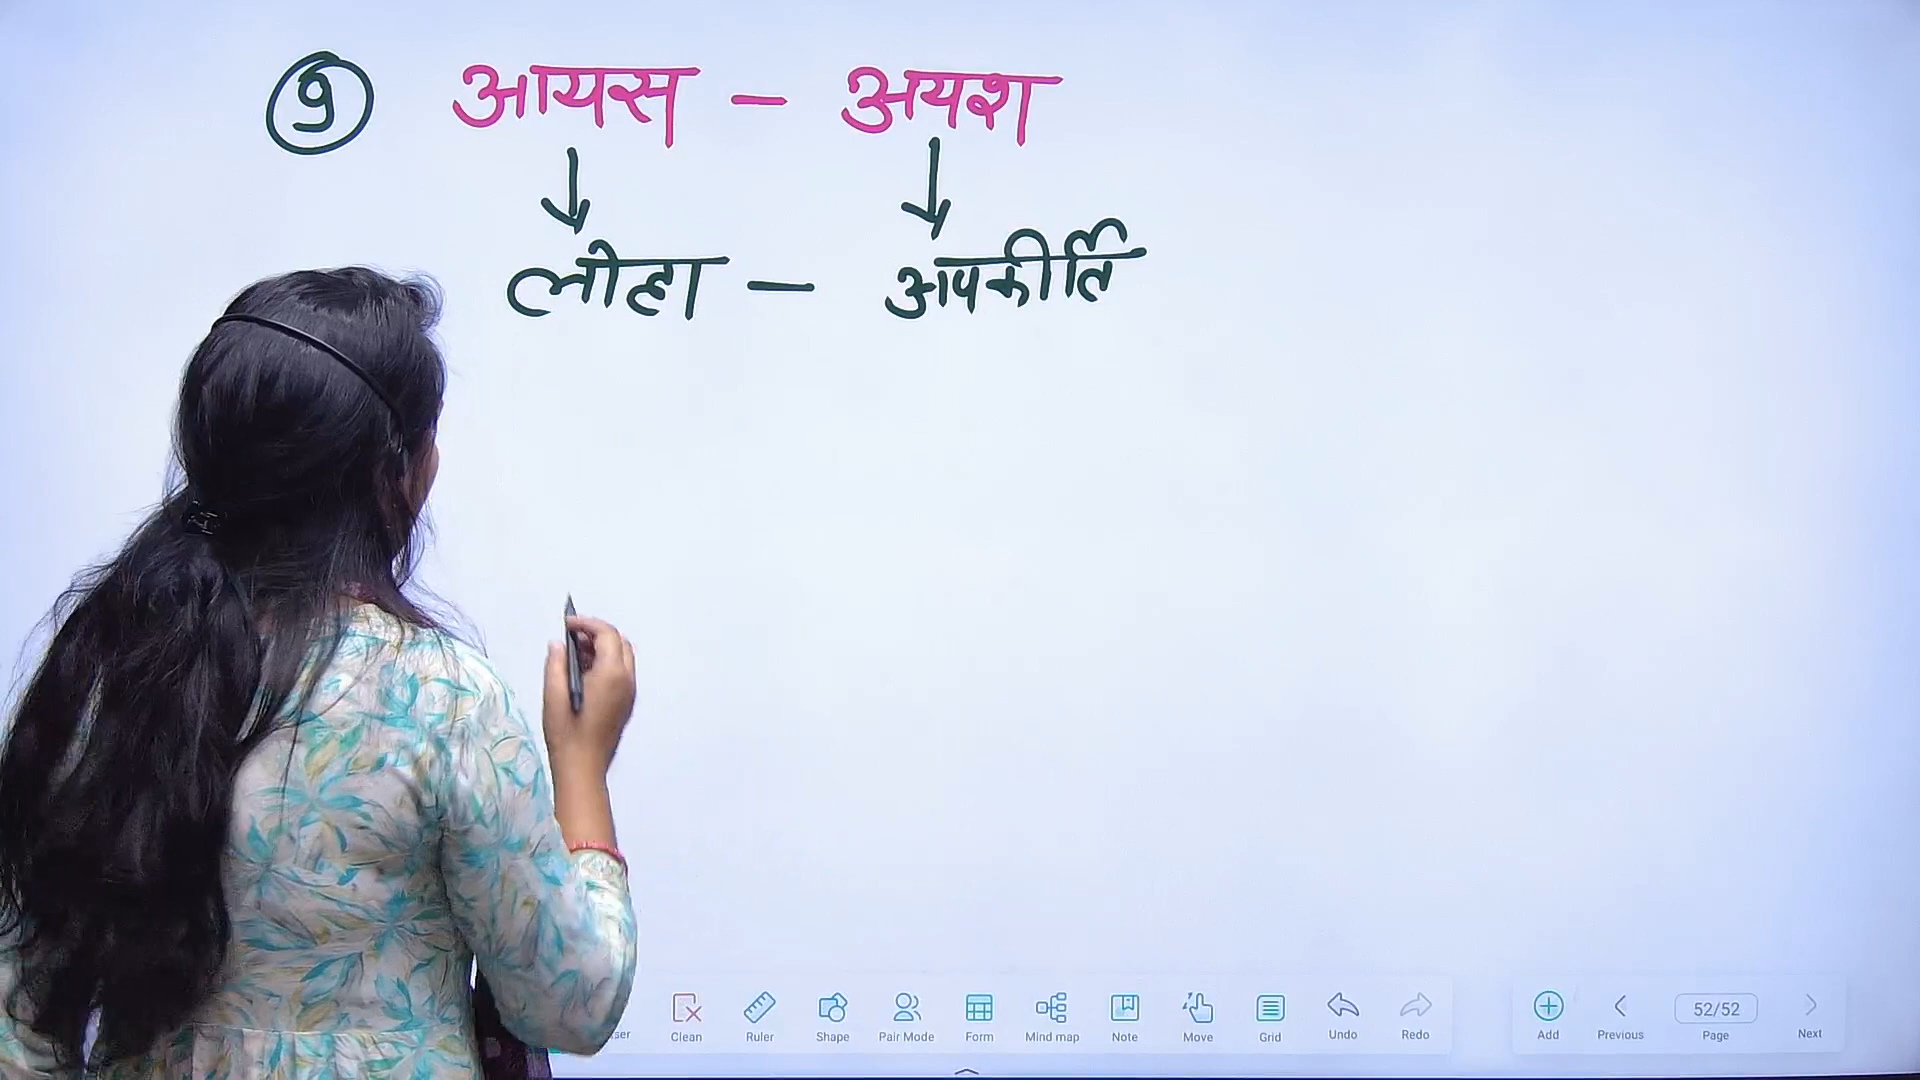 9 आयस - अयश
लोहा - अपकीर्ति
Clean Ruler Shape Pair Mode Form Mind map Note Move Grid Undo Redo Add Previous 52/52 Page Next